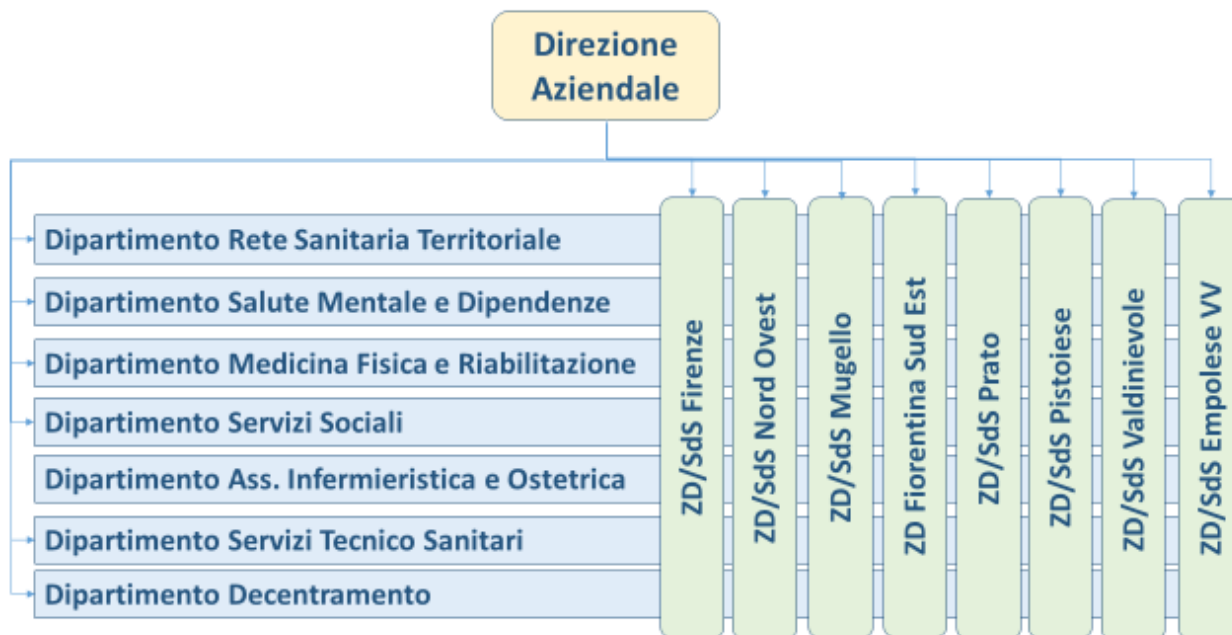 Direzione
Aziendale
Dipartimento Rete Sanitaria Territoriale
Dipartimento Salute Mentale e Dipendenze
Dipartimento Medicina Fisica e Riabilitazione
Dipartimento Servizi Sociali
Dipartimento Ass. Infermieristica e Ostetrica
Dipartimento Servizi Tecnico Sanitari
Dipartimento Decentramento
ZD/SdS Firenze
ZD/SdS Nord Ovest
ZD/SdS Mugello
ZD Fiorentina Sud Est
ZD/SdS Prato
ZD/SdS Pistoiese
ZD/SdS Valdinievole
ZD/SdS Empolese VV